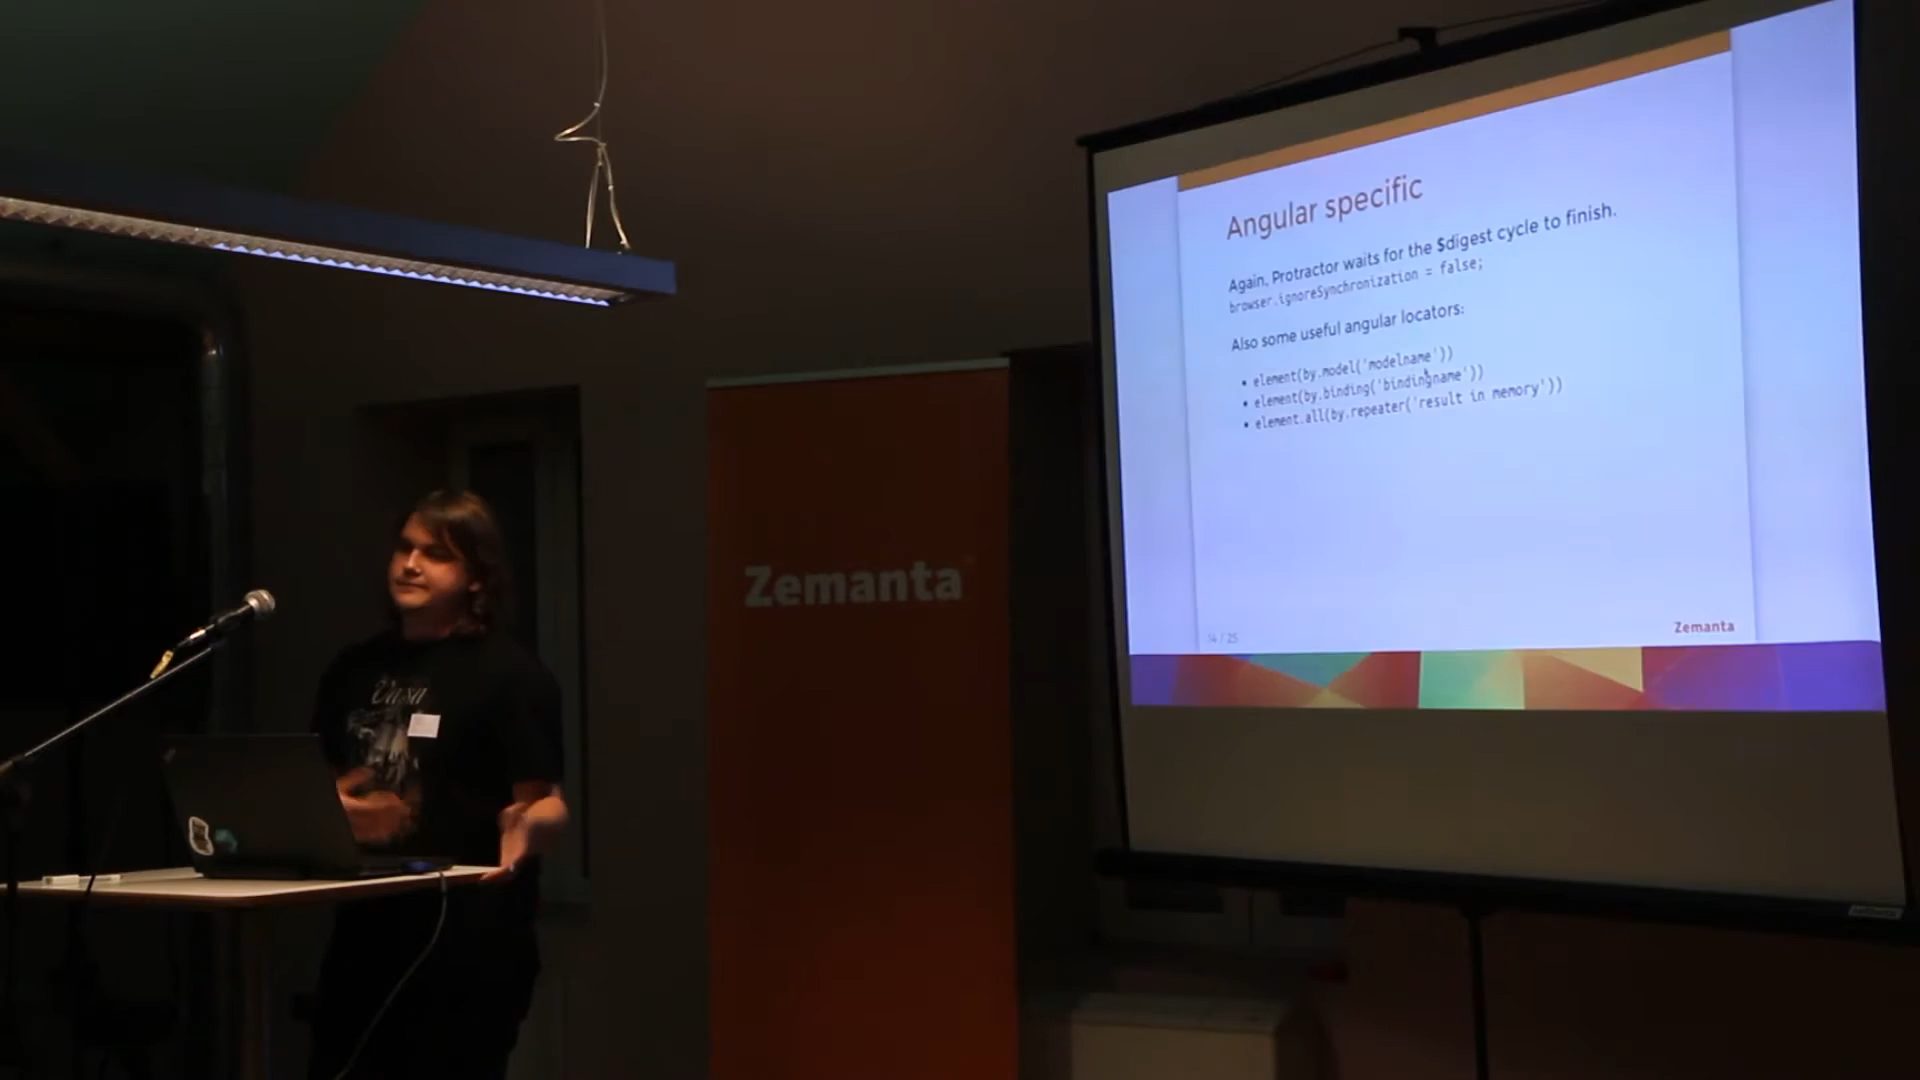 Angular specific
Again, Protractor waits for the $digest cycle to finish.
browser.ignoreSynchronization = false;
Also some useful angular locators:
• element(by.model('modelname'))
• element(by.binding('bindingname'))
• element.all(by.repeater('result in memory'))
14 / 25
Zemanta
Zemanta